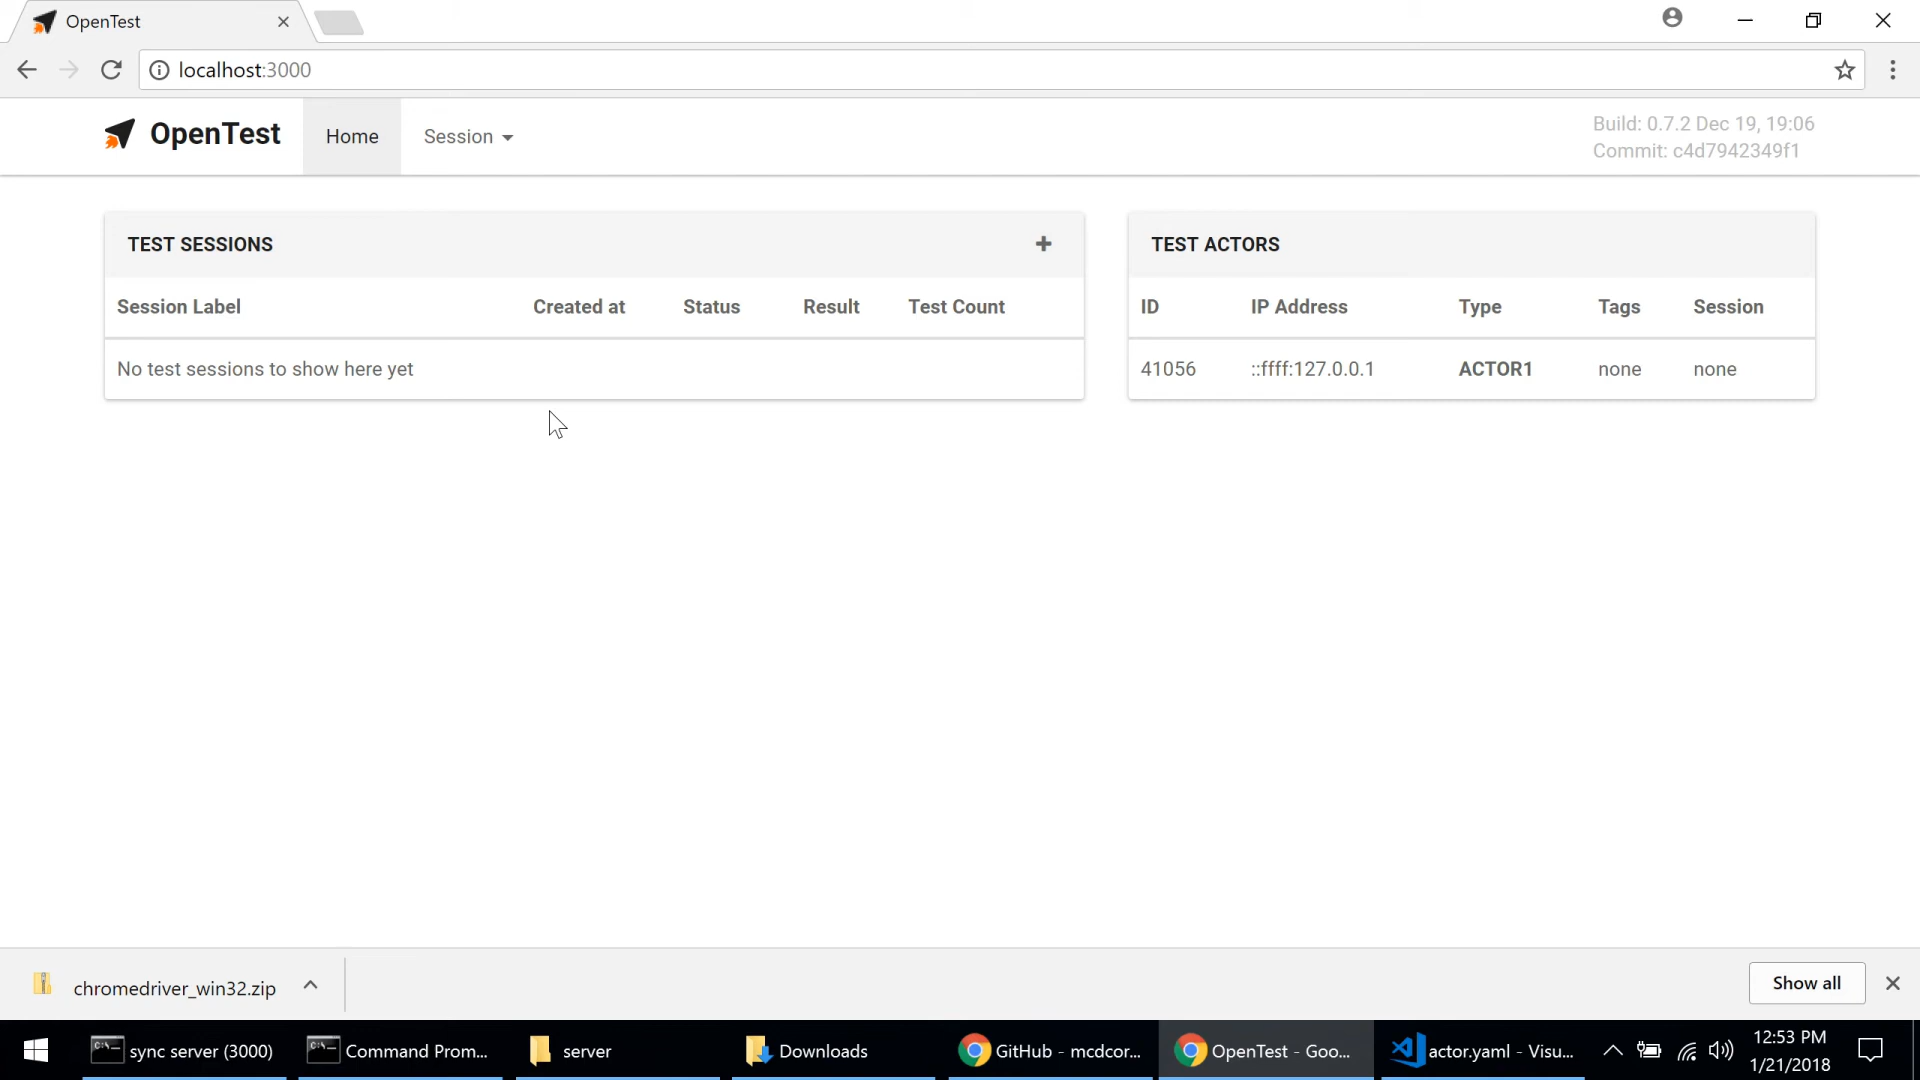 OpenTest
localhost:3000
OpenTest
Home
Session
Build: 0.7.2 Dec 19, 19:06
Commit: c4d7942349f1
TEST SESSIONS
Session Label Created at Status Result Test Count
No test sessions to show here yet
TEST ACTORS
ID IP Address Type Tags Session
41056 ::ffff:127.0.0.1 ACTOR1 none none
chromedriver_win32.zip
Show all
sync server (3000)
Command Prom...
server
Downloads
GitHub - mcdcor...
OpenTest - Goo...
actor.yaml - Visu...
12:53 PM
1/21/2018